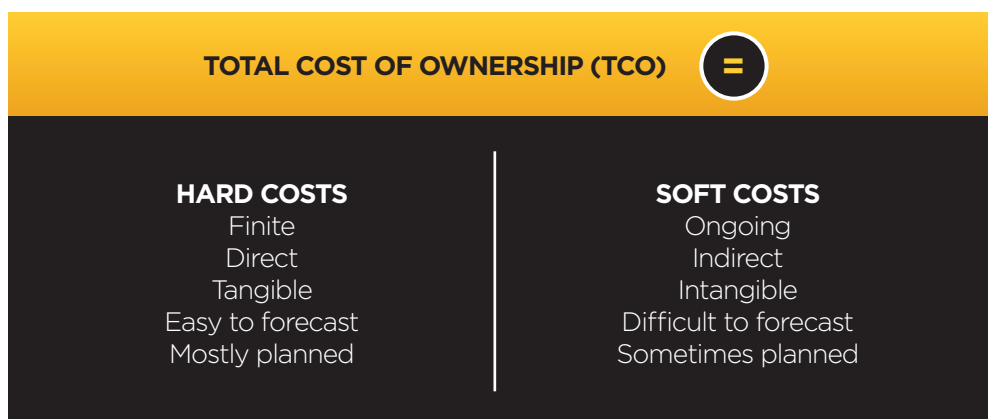 TOTAL COST OF OWNERSHIP (TCO) =
HARD COSTS
Finite
Direct
Tangible
Easy to forecast
Mostly planned
SOFT COSTS
Ongoing
Indirect
Intangible
Difficult to forecast
Sometimes planned